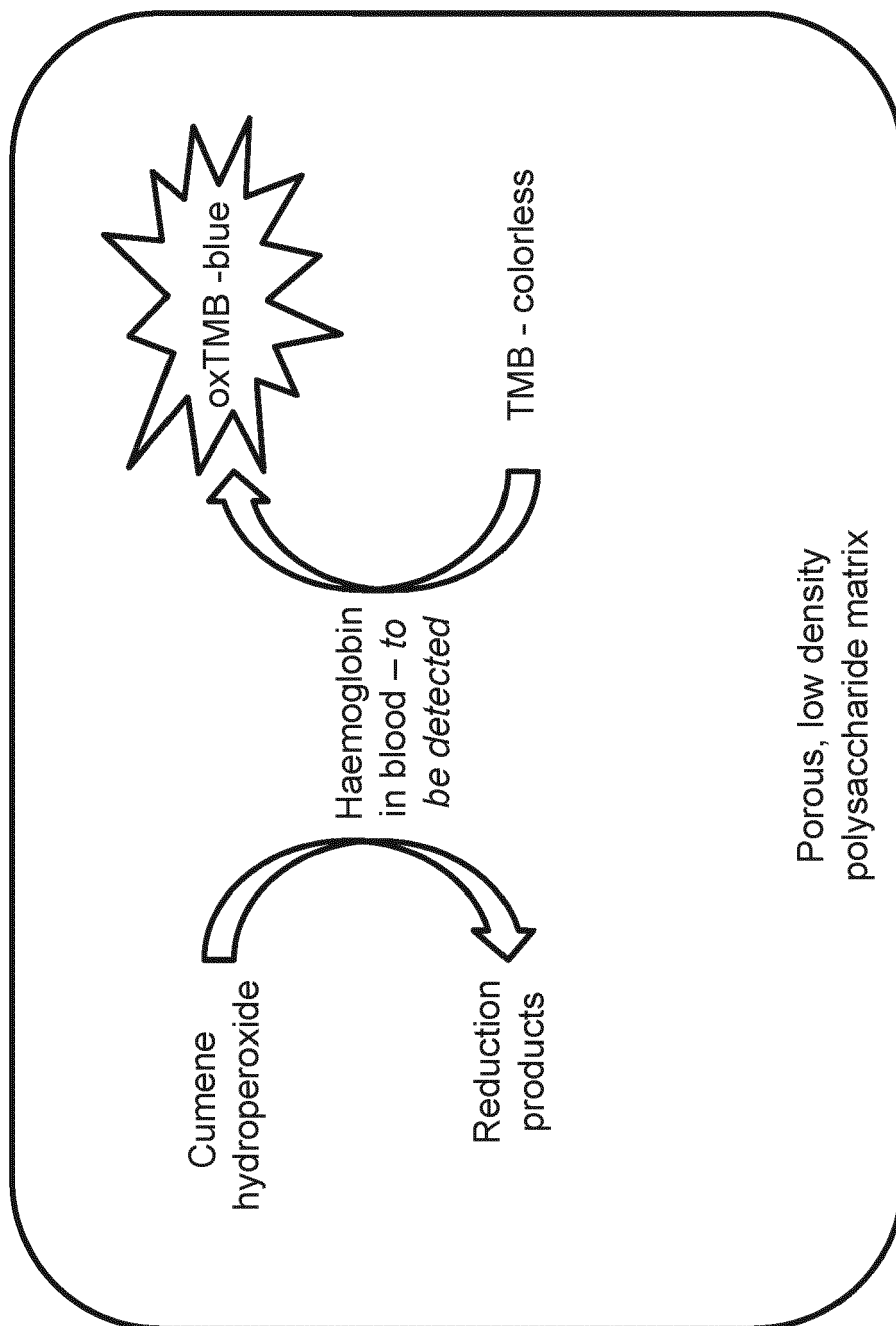 Cumene
hydroperoxide
Reduction
products
Haemoglobin
in blood – to
be detected
oxTMB -blue
TMB - colorless
Porous, low density
polysaccharide matrix